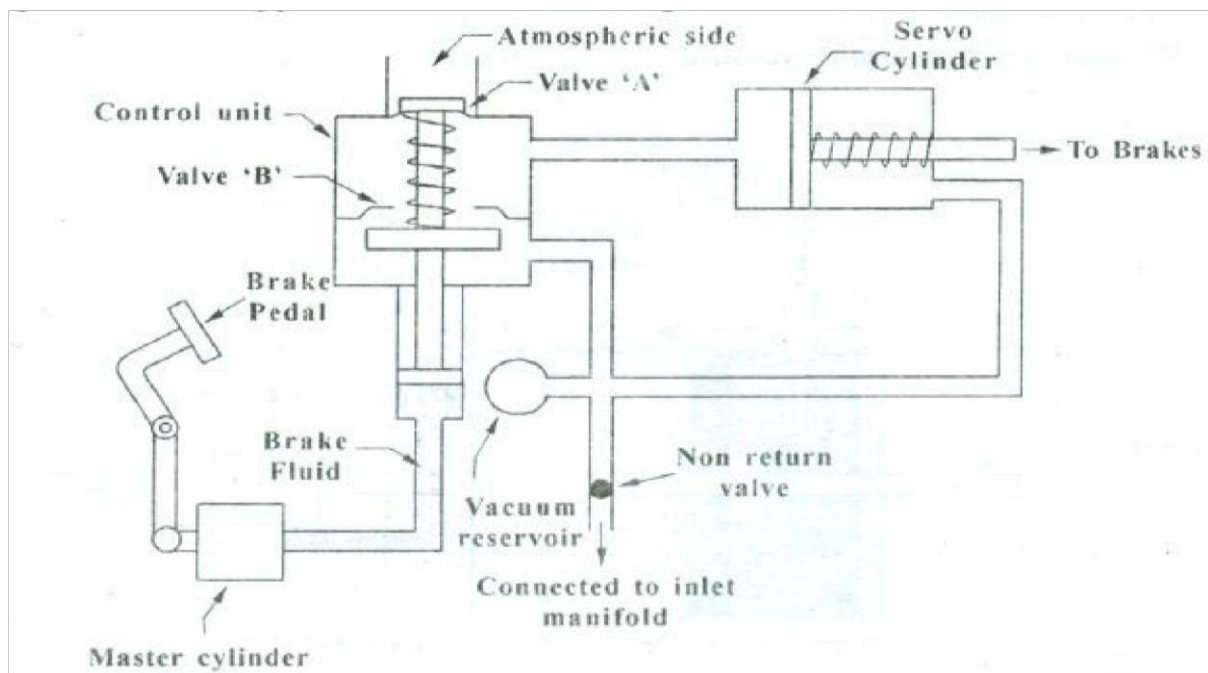 Atmospheric side
Servo
Cylinder
Valve ‘A’
Control unit
To Brakes
Valve ‘B’
Brake
Pedal
Brake
Fluid
Non return
valve
Vacuum
reservoir
Connected to inlet
manifold
Master cylinder